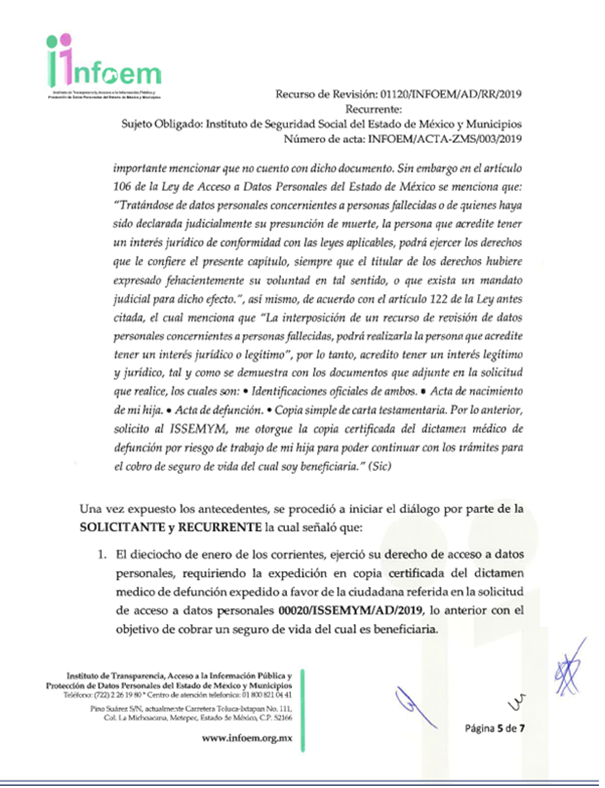 infoem
Instituto de Transparencia, Acceso a la Información Pública y
Protección de Datos Personales del Estado de México y Municipios
Recurso de Revisión: 01120/INFOEM/AD/RR/2019
Recurrente:
Sujeto Obligado: Instituto de Seguridad Social del Estado de México y Municipios
Número de acta: INFOEM/ACTA-ZMS/003/2019
importante mencionar que no cuento con dicho documento. Sin embargo en el artículo
106 de la Ley de Acceso a Datos Personales del Estado de México se menciona que:
“Tratándose de datos personales concernientes a personas fallecidas o de quienes haya
sido declarada judicialmente su presunción de muerte, la persona que acredite tener
un interés jurídico de conformidad con las leyes aplicables, podrá ejercer los derechos
que le confiere el presente capítulo, siempre que el titular de los derechos hubiere
expresado fehacientemente su voluntad en tal sentido, o que exista un mandato
judicial para dicho efecto.”, así mismo, de acuerdo con el artículo 122 de la Ley antes
citada, el cual menciona que “La interposición de un recurso de revisión de datos
personales concernientes a personas fallecidas, podrá realizarla la persona que acredite
tener un interés jurídico o legítimo”, por lo tanto, acredito tener un interés legítimo
y jurídico, tal y como se demuestra con los documentos que adjunte en la solicitud
que realice, los cuales son: • Identificaciones oficiales de ambos. • Acta de nacimiento
de mi hija. • Acta de defunción. • Copia simple de carta testamentaria. Por lo anterior,
solicito al ISSEMYM, me otorgue la copia certificada del dictamen médico de
defunción por riesgo de trabajo de mi hija para poder continuar con los trámites para
el cobro de seguro de vida del cual soy beneficiaria.” (Sic)
Una vez expuesto los antecedentes, se procedió a iniciar el diálogo por parte de la
SOLICITANTE y RECURRENTE la cual señaló que:
1. El dieciocho de enero de los corrientes, ejerció su derecho de acceso a datos
personales, requiriendo la expedición en copia certificada del dictamen
medico de defunción expedido a favor de la ciudadana referida en la solicitud
de acceso a datos personales 00020/ISSEMYM/AD/2019, lo anterior con el
objetivo de cobrar un seguro de vida del cual es beneficiaria.
Instituto de Transparencia, Acceso a la Información Pública y
Protección de Datos Personales del Estado de México y Municipios
Teléfono: (722) 2 26 19 80 * Centro de atención telefónica: 01 800 821 04 41
Pino Suárez S/N, actualmente Carretera Toluca-Ixtapan No. 111,
Col. La Michoacana, Metepec, Estado de México, C.P. 52166
www.infoem.org.mx
Página 5 de 7